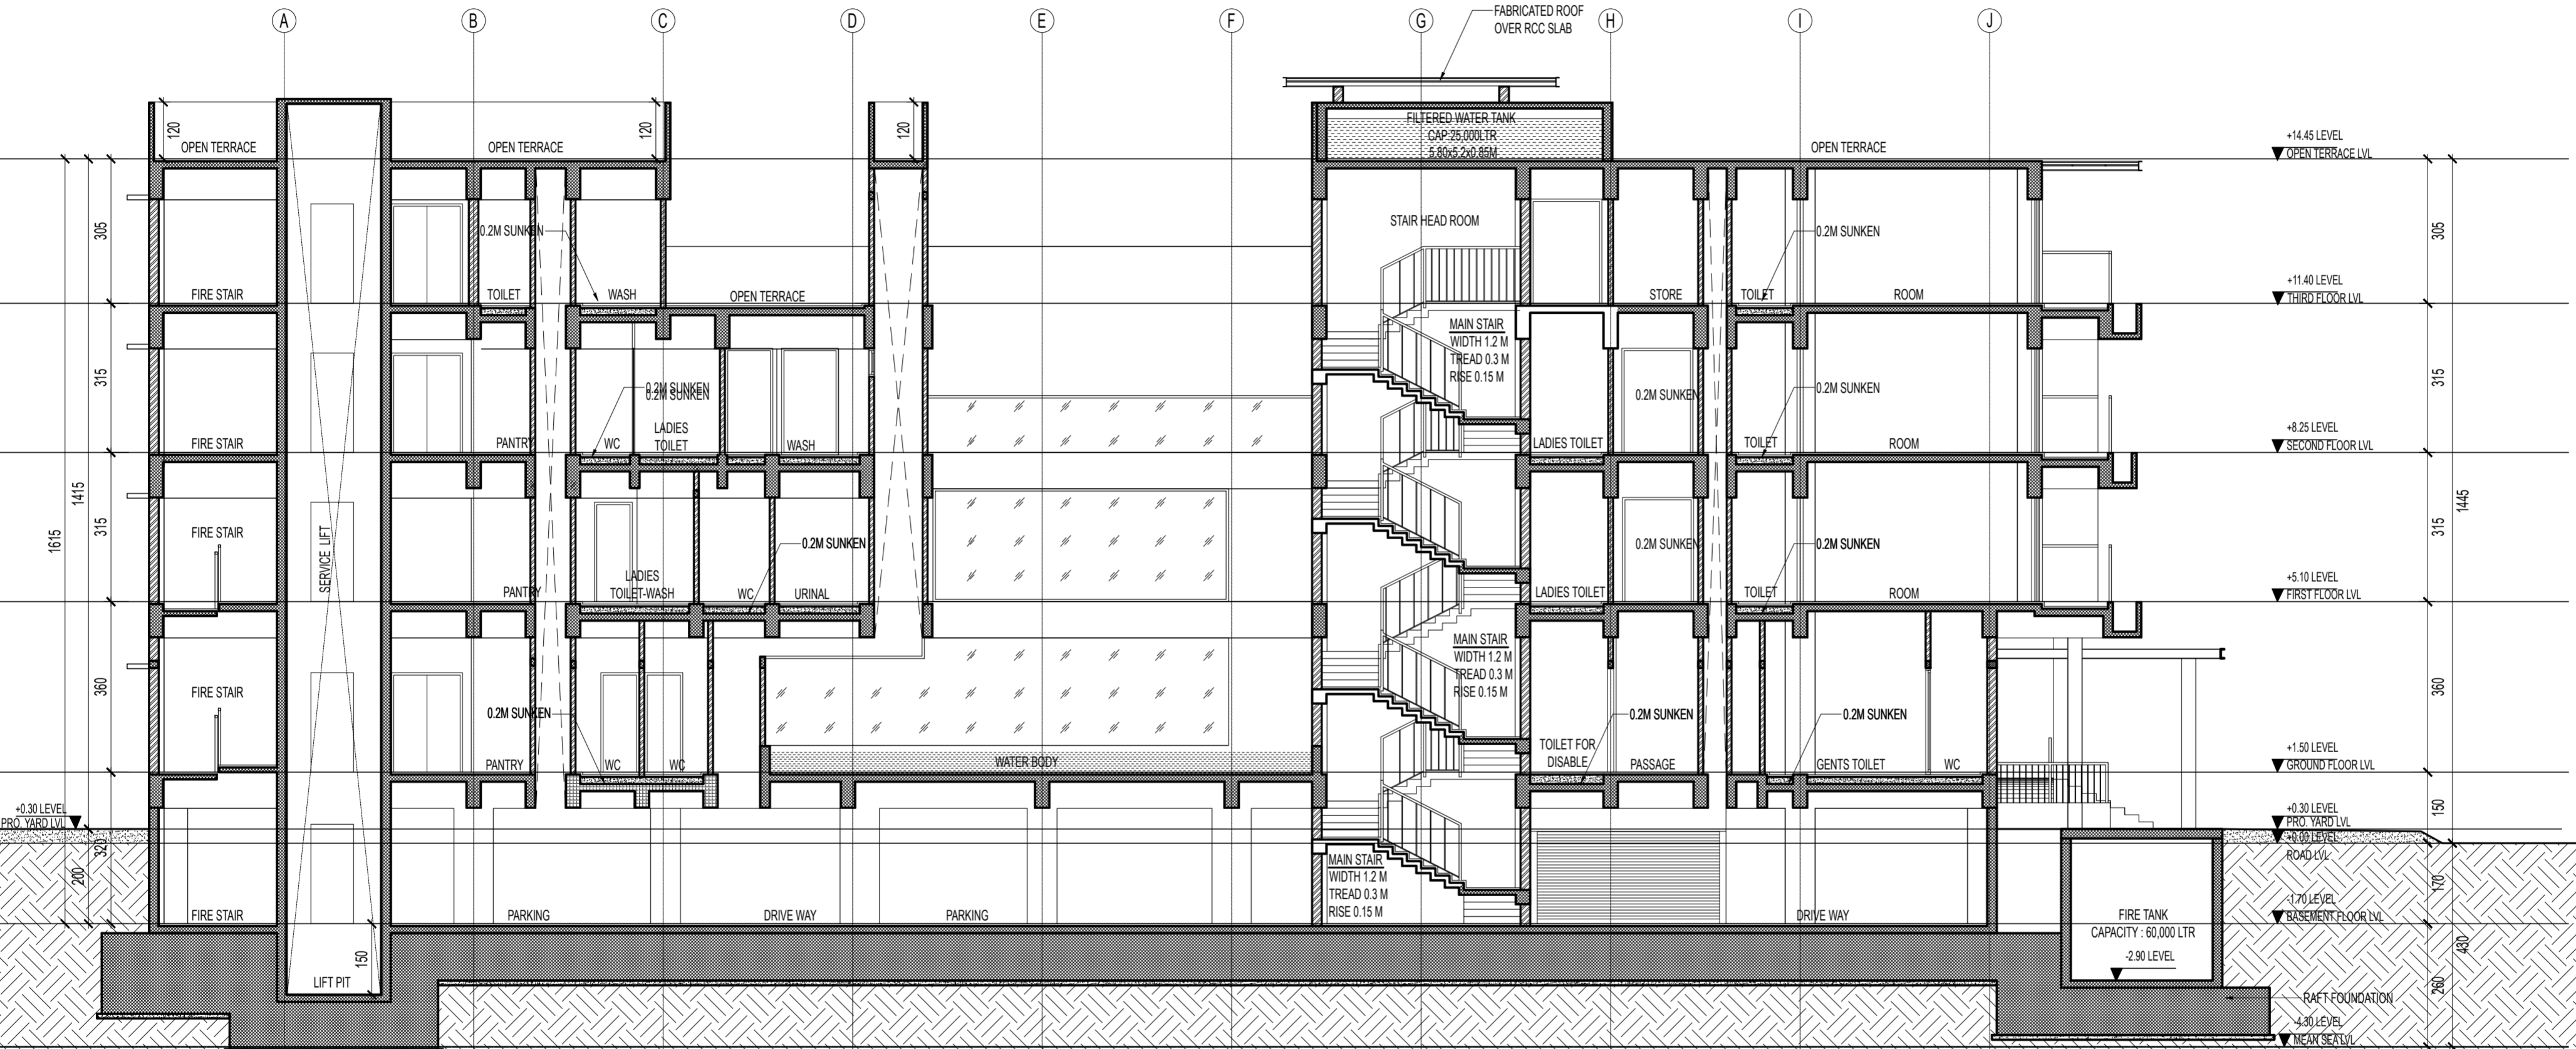 A
B
C
D
E
F
G
H
I
J
FABRICATED ROOF
OVER RCC SLAB
120
OPEN TERRACE
OPEN TERRACE
120
120
FILTERED WATER TANK
CAP:25,000LTR
5.80x5.2x0.85M
OPEN TERRACE
+14.45 LEVEL
OPEN TERRACE LVL
305
0.2M SUNKEN
STAIR HEAD ROOM
0.2M SUNKEN
305
FIRE STAIR
TOILET
WASH
OPEN TERRACE
STORE
TOILET
ROOM
+11.40 LEVEL
THIRD FLOOR LVL
315
0.2M SUNKEN
0.2M SUNKEN
MAIN STAIR
WIDTH 1.2 M
TREAD 0.3 M
RISE 0.15 M
0.2M SUNKEN
0.2M SUNKEN
315
FIRE STAIR
PANTRY
WC
LADIES
TOILET
WASH
LADIES TOILET
TOILET
ROOM
+8.25 LEVEL
SECOND FLOOR LVL
1615
1415
315
FIRE STAIR
SERVICE LIFT
0.2M SUNKEN
0.2M SUNKEN
0.2M SUNKEN
315
1445
PANTRY
LADIES
TOILET-WASH
WC
URINAL
LADIES TOILET
TOILET
ROOM
+5.10 LEVEL
FIRST FLOOR LVL
360
FIRE STAIR
0.2M SUNKEN
MAIN STAIR
WIDTH 1.2 M
TREAD 0.3 M
RISE 0.15 M
0.2M SUNKEN
0.2M SUNKEN
360
PANTRY
WC
WC
WATER BODY
TOILET FOR
DISABLE
PASSAGE
GENTS TOILET
WC
+1.50 LEVEL
GROUND FLOOR LVL
+0.30 LEVEL
PRO. YARD LVL
150
+0.30 LEVEL
PRO. YARD LVL
+0.00 LEVEL
ROAD LVL
320
200
MAIN STAIR
WIDTH 1.2 M
TREAD 0.3 M
RISE 0.15 M
170
FIRE STAIR
PARKING
DRIVE WAY
PARKING
DRIVE WAY
FIRE TANK
CAPACITY : 60,000 LTR
-2.90 LEVEL
-1.70 LEVEL
BASEMENT FLOOR LVL
430
150
LIFT PIT
260
RAFT FOUNDATION
-4.30 LEVEL
MEAN SEA LVL